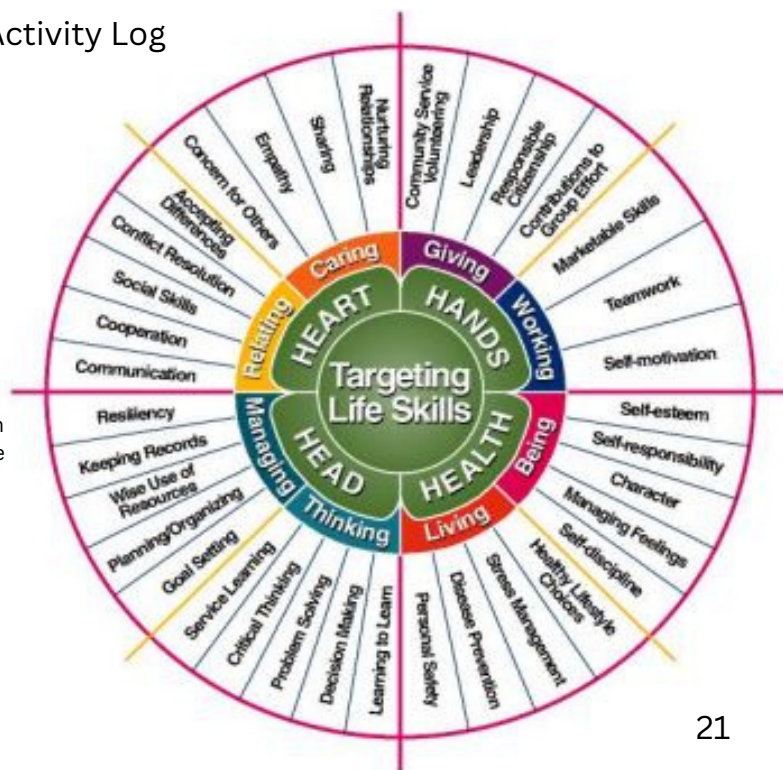 Activity Log
Nurturing
Relationships
Sharing
Empathy
Concern for Others
Accepting
Differences
Conflict Resolution
Social Skills
Cooperation
Communication
Community Service
Volunteering
Leadership
Responsible
Citizenship
Contributions to
Group Effort
Marketable Skills
Teamwork
Self-motivation
Caring
Giving
Relating
Working
HEART
HANDS
Targeting
Life Skills
HEAD
HEALTH
Managing
Thinking
Being
Living
Resiliency
Keeping Records
Wise Use of
Resources
Planning/Organizing
Goal Setting
Service Learning
Critical Thinking
Problem Solving
Decision Making
Learning to Learn
Self-esteem
Self-responsibility
Character
Managing Feelings
Self-discipline
Healthy Lifestyle
Choices
Stress Management
Disease Prevention
Personal Safety
21